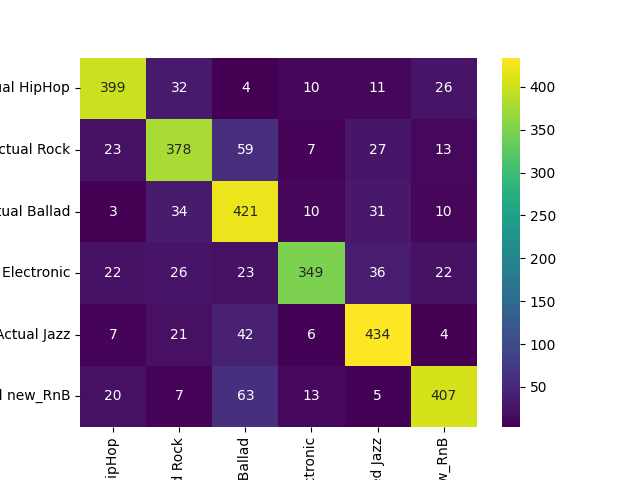 ual HipHop 399 32 4 10 11 26
ctual Rock 23 378 59 7 27 13
tual Ballad 3 34 421 10 31 10
Electronic 22 26 23 349 36 22
Actual Jazz 7 21 42 6 434 4
l new_RnB 20 7 63 13 5 407
ipHop
d Rock
Ballad
ctronic
ed Jazz
w_RnB
400
350
300
250
200
150
100
50